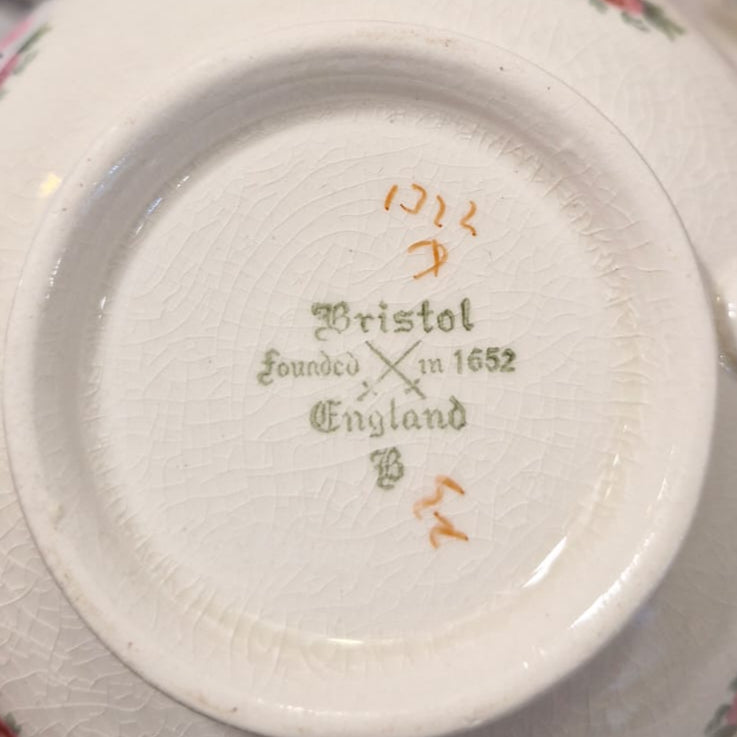 Bristol
Founded in 1652
England
B